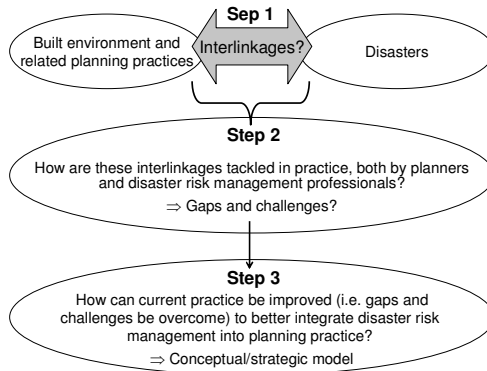 Sep 1
Built environment and
related planning practices
Interlinkages?
Disasters
Step 2
How are these interlinkages tackled in practice, both by planners
and disaster risk management professionals?
⇒ Gaps and challenges?
Step 3
How can current practice be improved (i.e. gaps and
challenges be overcome) to better integrate disaster risk
management into planning practice?
⇒ Conceptual/strategic model